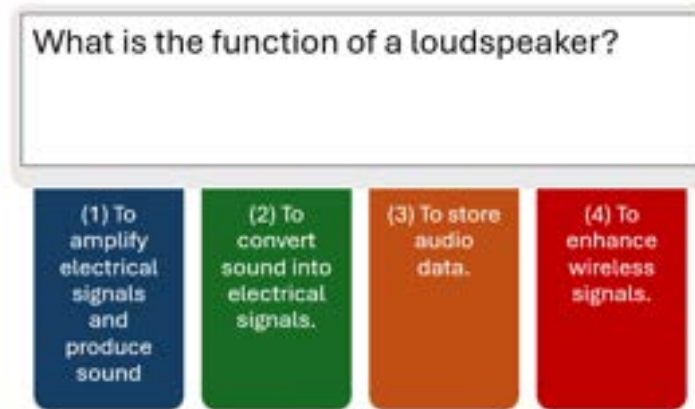 What is the function of a loudspeaker?
(1) To
amplify
electrical
signals
and
produce
sound
(2) To
convert
sound into
electrical
signals.
(3) To store
audio
data.
(4) To
enhance
wireless
signals.